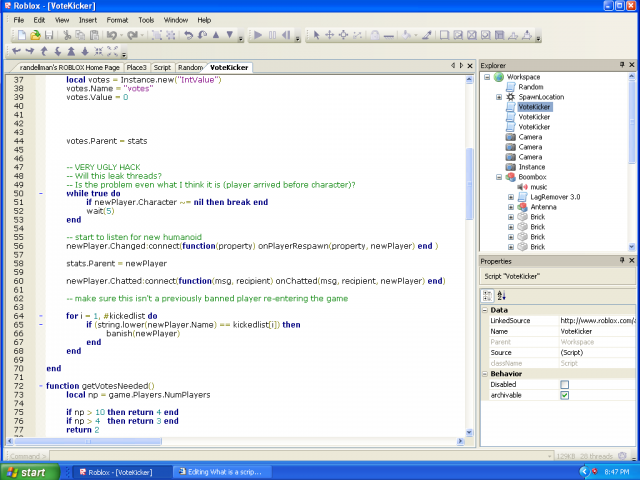 Roblox - [VoteKicker]
File Edit View Insert Format Tools Window Help
randellman's ROBLOX Home Page Place3 Script Random VoteKicker
37 local votes = Instance.new("IntValue")
38 votes.Name = "votes"
39 votes.Value = 0
40
41
42
43
44 votes.Parent = stats
45
46
47 -- VERY UGLY HACK
48 -- Will this leak threads?
49 -- Is the problem even what I think it is (player arrived before character)?
50 while true do
51 if newPlayer.Character ~= nil then break end
52 wait(5)
53 end
54
55 -- start to listen for new humanoid
56 newPlayer.Changed:connect(function(property) onPlayerRespawn(property, newPlayer) end )
57
58 stats.Parent = newPlayer
59
60 newPlayer.Chatted:connect(function(msg, recipient) onChatted(msg, recipient, newPlayer) end)
61
62 -- make sure this isn't a previously banned player re-entering the game
63
64 for i = 1, #kickedlist do
65 if (string.lower(newPlayer.Name) == kickedlist[i]) then
66 banish(newPlayer)
67 end
68 end
69
70 end
71
72 function getVotesNeeded()
73 local np = game.Players.NumPlayers
74
75 if np > 10 then return 4 end
76 if np > 4 then return 3 end
77 return 2
Explorer
Workspace
Random
SpawnLocation
VoteKicker
VoteKicker
VoteKicker
Camera
Camera
Camera
Instance
Boombox
music
LagRemover 3.0
Antenna
Brick
Brick
Brick
Brick
Properties
Script "VoteKicker"
Data
LinkedSource http://www.roblox.com/a
Name VoteKicker
Parent Workspace
Source (Script)
className Script
Behavior
Disabled
archivable
Command >
129KB 20 threads
start
Roblox - [VoteKicker]
Editing What is a scrip...
8:47 PM